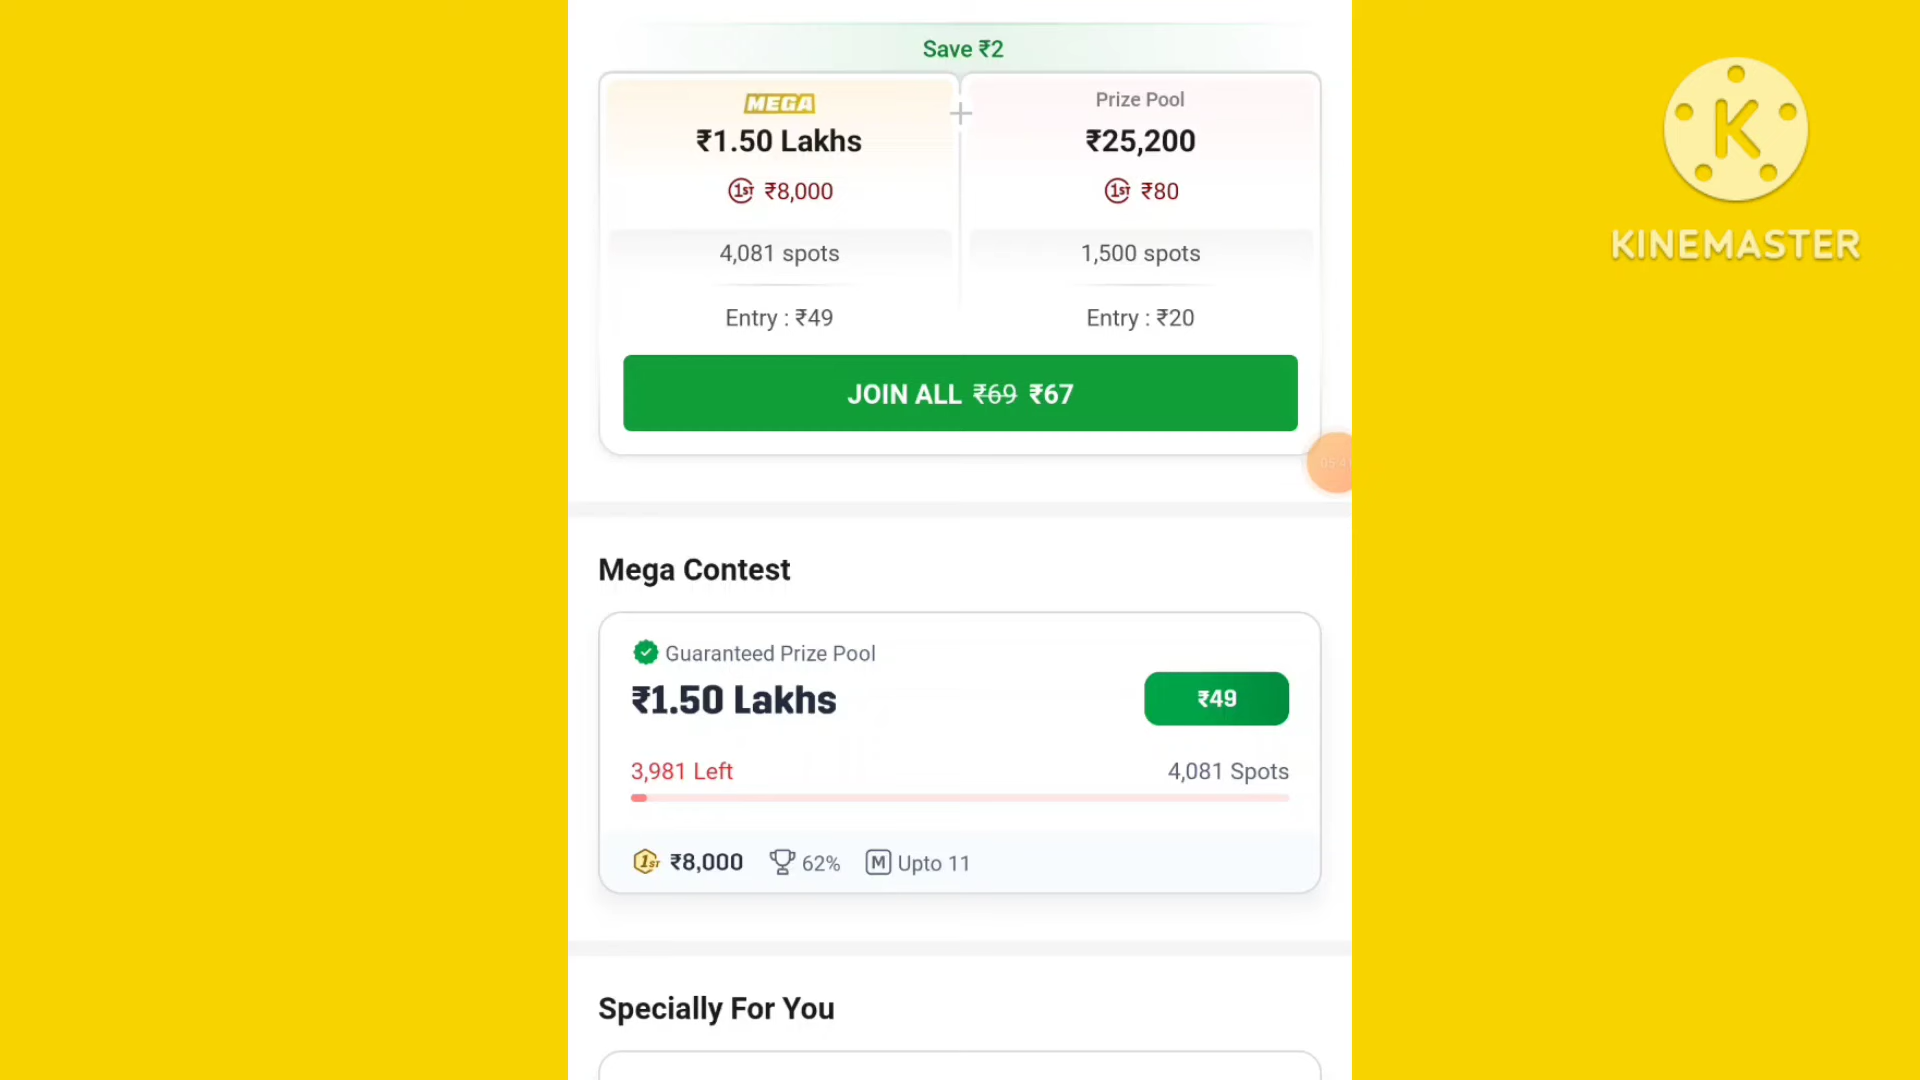 Save ₹2
MEGA
₹1.50 Lakhs
1ST ₹8,000
4,081 spots
Entry : ₹49
Prize Pool
₹25,200
1ST ₹80
1,500 spots
Entry : ₹20
JOIN ALL ₹69 ₹67
Mega Contest
Guaranteed Prize Pool
₹1.50 Lakhs
₹49
3,981 Left
4,081 Spots
1ST ₹8,000 62% M Upto 11
Specially For You
K
KINEMASTER